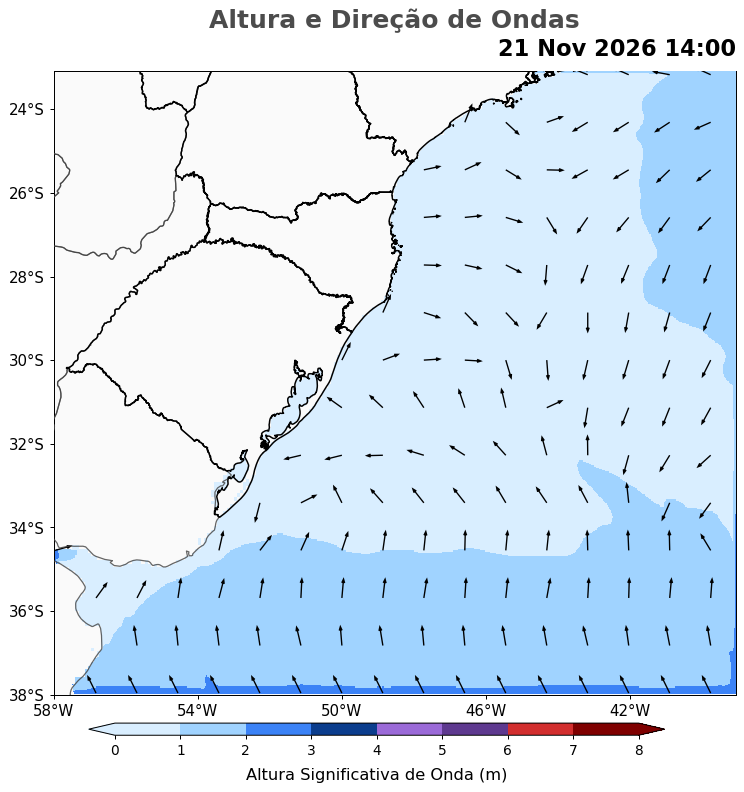 Altura e Direção de Ondas
21 Nov 2026 14:00
24°S
26°S
28°S
30°S
32°S
34°S
36°S
38°S
58°W 54°W 50°W 46°W 42°W
0 1 2 3 4 5 6 7 8
Altura Significativa de Onda (m)